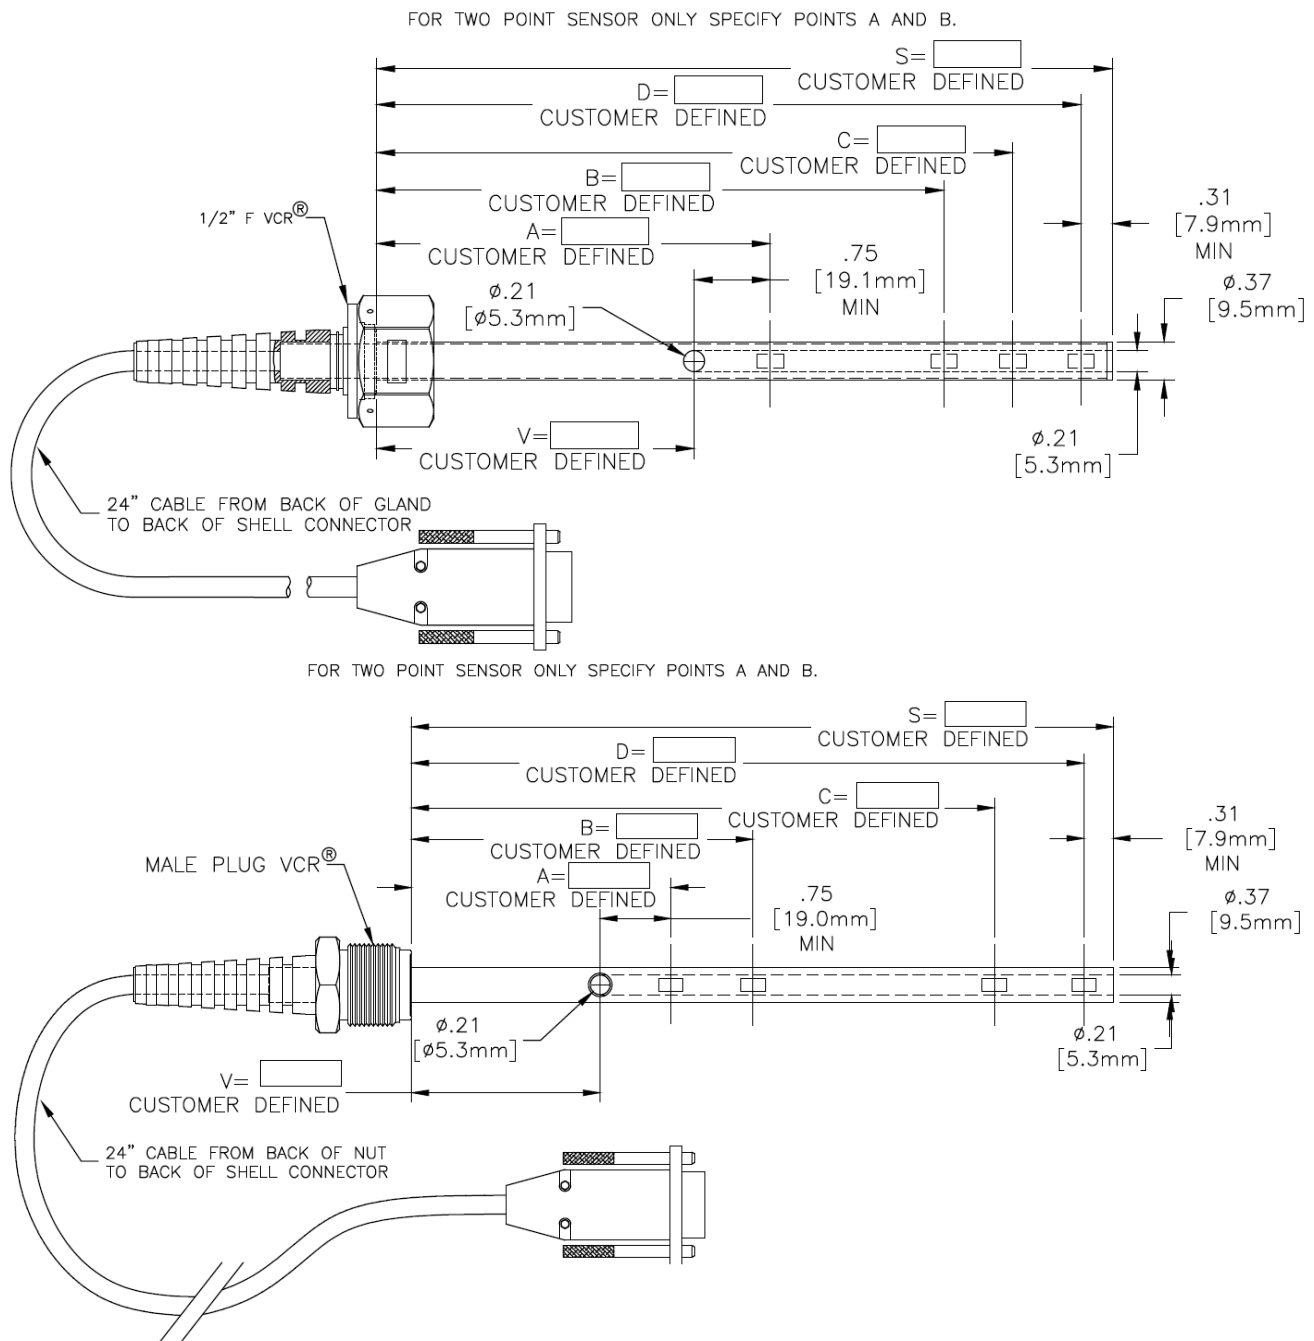 FOR TWO POINT SENSOR ONLY SPECIFY POINTS A AND B.
S=
CUSTOMER DEFINED
D=
CUSTOMER DEFINED
C=
CUSTOMER DEFINED
B=
CUSTOMER DEFINED
A=
CUSTOMER DEFINED
1/2" F VCR®
.31
[7.9mm]
MIN
.75
[19.1mm]
MIN
ø.21
[ø5.3mm]
ø.37
[9.5mm]
V=
CUSTOMER DEFINED
ø.21
[5.3mm]
24" CABLE FROM BACK OF GLAND
TO BACK OF SHELL CONNECTOR
FOR TWO POINT SENSOR ONLY SPECIFY POINTS A AND B.
S=
CUSTOMER DEFINED
D=
CUSTOMER DEFINED
C=
CUSTOMER DEFINED
B=
CUSTOMER DEFINED
A=
CUSTOMER DEFINED
MALE PLUG VCR®
.31
[7.9mm]
MIN
.75
[19.0mm]
MIN
ø.37
[9.5mm]
ø.21
[ø5.3mm]
ø.21
[5.3mm]
V=
CUSTOMER DEFINED
24" CABLE FROM BACK OF NUT
TO BACK OF SHELL CONNECTOR